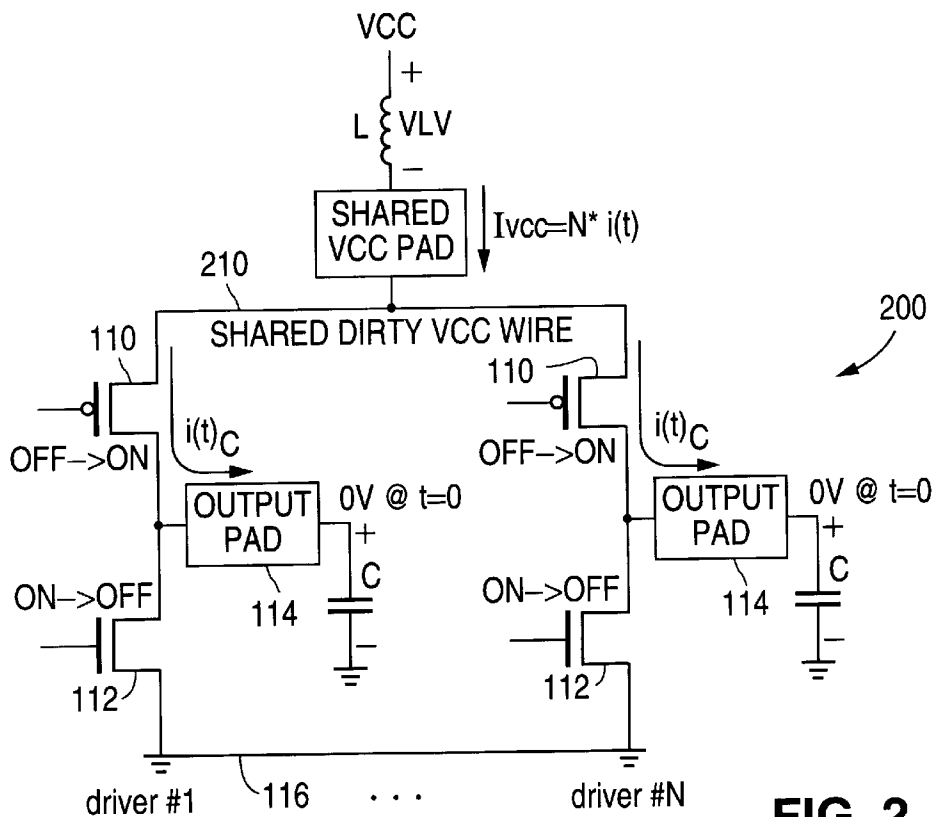 VCC
+
L VLV
–
SHARED
VCC PAD
Ivcc=N* i(t)
210
SHARED DIRTY VCC WIRE
200
110
110
i(t)C
i(t)C
OFF–>ON
OFF–>ON
0V @ t=0
0V @ t=0
OUTPUT
PAD
+
OUTPUT
PAD
+
ON–>OFF
C
114
–
ON–>OFF
C
114
–
112
112
driver #1
116
. . .
driver #N
FIG. 2